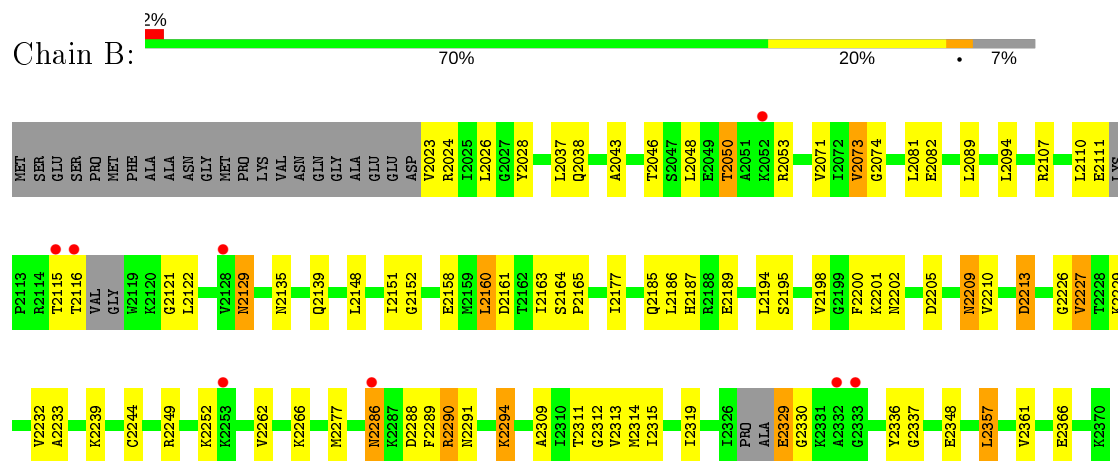 2%
Chain B:
70% 20% • 7%
MET SER GLU SER PRO MET PHE ALA ALA ASN GLY MET PRO LYS VAL ASN GLN GLY ALA GLU GLU ASP V2023 R2024 I2025 L2026 G2027 Y2028 L2037 Q2038 A2043 T2046 S2047 L2048 E2049 T2050 A2051 K2052 R2053 V2071 I2072 V2073 G2074 L2081 E2082 L2089 L2094 R2107 L2110 E2111 LYS
P2113 R2114 T2115 T2116 VAL GLY W2119 K2120 G2121 L2122 V2128 N2129 N2135 Q2139 L2148 I2151 G2152 E2158 M2159 L2160 D2161 T2162 I2163 S2164 P2165 I2177 Q2185 L2186 H2187 R2188 E2189 L2194 S2195 V2198 G2199 F2200 K2201 N2202 D2205 N2209 V2210 D2213 G2226 V2227 T2228 K2229
V2232 A2233 K2239 C2244 R2249 K2252 K2253 V2262 K2266 M2277 N2286 K2287 D2288 F2289 R2290 N2291 K2294 A2309 I2310 T2311 G2312 V2313 M2314 I2315 I2319 I2326 PRO ALA E2329 G2330 K2331 A2332 G2333 Y2336 G2337 E2348 L2357 V2361 E2366 K2370